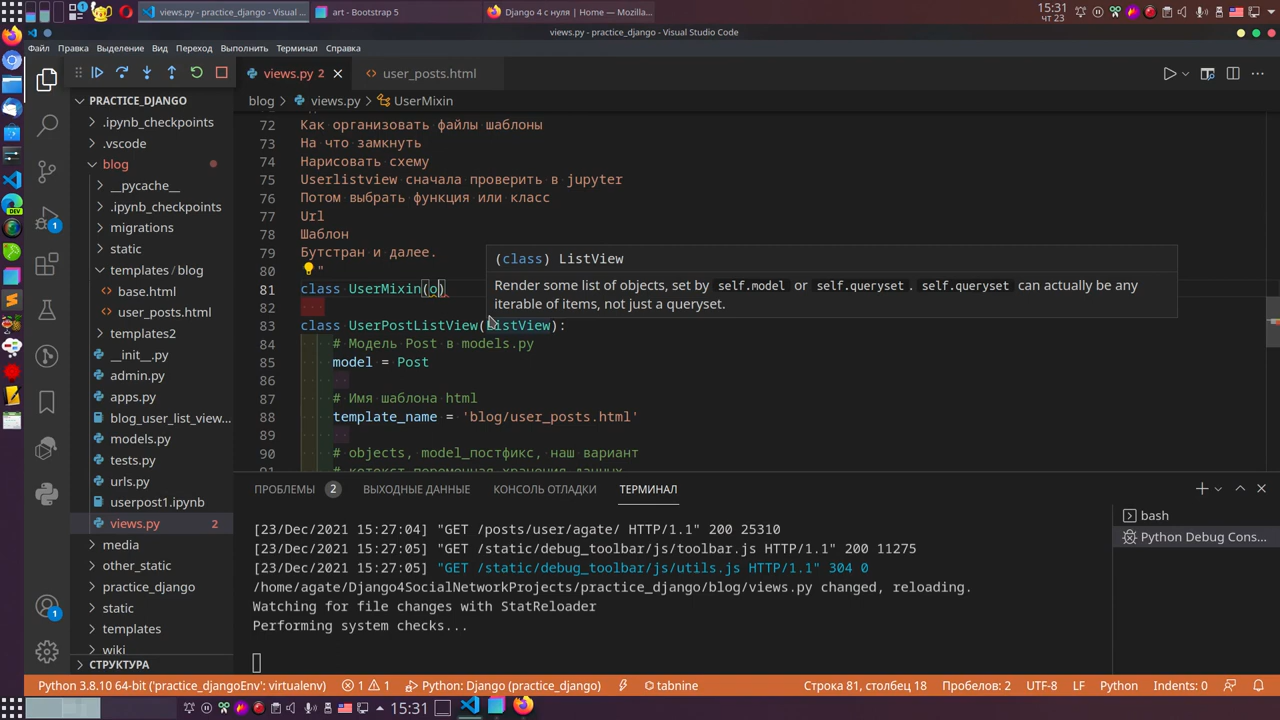 views.py - practice_django - Visual ...
art - Bootstrap 5
Django 4 с нуля | Home — Mozilla...
15:31
чт 23
views.py - practice_django - Visual Studio Code
Файл Правка Выделение Вид Переход Выполнить Терминал Справка
views.py 2
user_posts.html
blog > views.py > UserMixin
PRACTICE_DJANGO
.ipynb_checkpoints
.vscode
blog
__pycache__
.ipynb_checkpoints
migrations
static
templates/blog
base.html
user_posts.html
templates2
__init__.py
admin.py
apps.py
blog_user_list_view...
models.py
tests.py
urls.py
userpost1.ipynb
views.py 2
media
other_static
practice_django
static
templates
wiki
СТРУКТУРА
DEV
1
1
72 Как организовать файлы шаблоны
73 На что замкнуть
74 Нарисовать схему
75 Userlistview сначала проверить в jupyter
76 Потом выбрать функция или класс
77 Url
78 Шаблон
79 Бутстран и далее.
80 "
81 class UserMixin(o)
82
83 class UserPostListView(ListView):
84 # Модель Post в models.py
85 model = Post
86
87 # Имя шаблона html
88 template_name = 'blog/user_posts.html'
89
90 # objects, model_постфикс, наш вариант
91 # котекст переменная хранения данных
(class) ListView
Render some list of objects, set by self.model or self.queryset . self.queryset can actually be any
iterable of items, not just a queryset.
ПРОБЛЕМЫ 2 ВЫХОДНЫЕ ДАННЫЕ КОНСОЛЬ ОТЛАДКИ ТЕРМИНАЛ
[23/Dec/2021 15:27:04] "GET /posts/user/agate/ HTTP/1.1" 200 25310
[23/Dec/2021 15:27:05] "GET /static/debug_toolbar/js/toolbar.js HTTP/1.1" 200 11275
[23/Dec/2021 15:27:05] "GET /static/debug_toolbar/js/utils.js HTTP/1.1" 304 0
/home/agate/Django4SocialNetworkProjects/practice_django/blog/views.py changed, reloading.
Watching for file changes with StatReloader
Performing system checks...
bash
Python Debug Cons...
Python 3.8.10 64-bit ('practice_djangoEnv': virtualenv) 1 1 Python: Django (practice_django) tabnine Строка 81, столбец 18 Пробелов: 2 UTF-8 LF Python Indents: 0
15:31